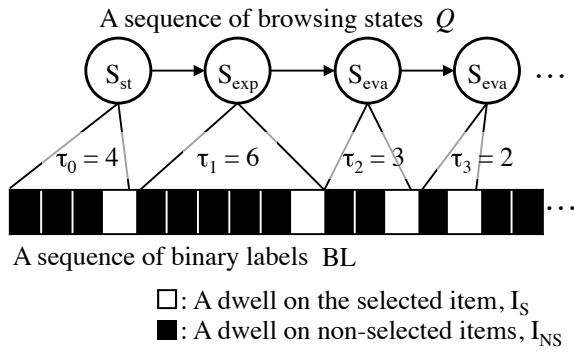 A sequence of browsing states Q
S_st S_exp S_eva S_eva ...
τ_0 = 4 τ_1 = 6 τ_2 = 3 τ_3 = 2
...
A sequence of binary labels BL
: A dwell on the selected item, I_S
: A dwell on non-selected items, I_NS